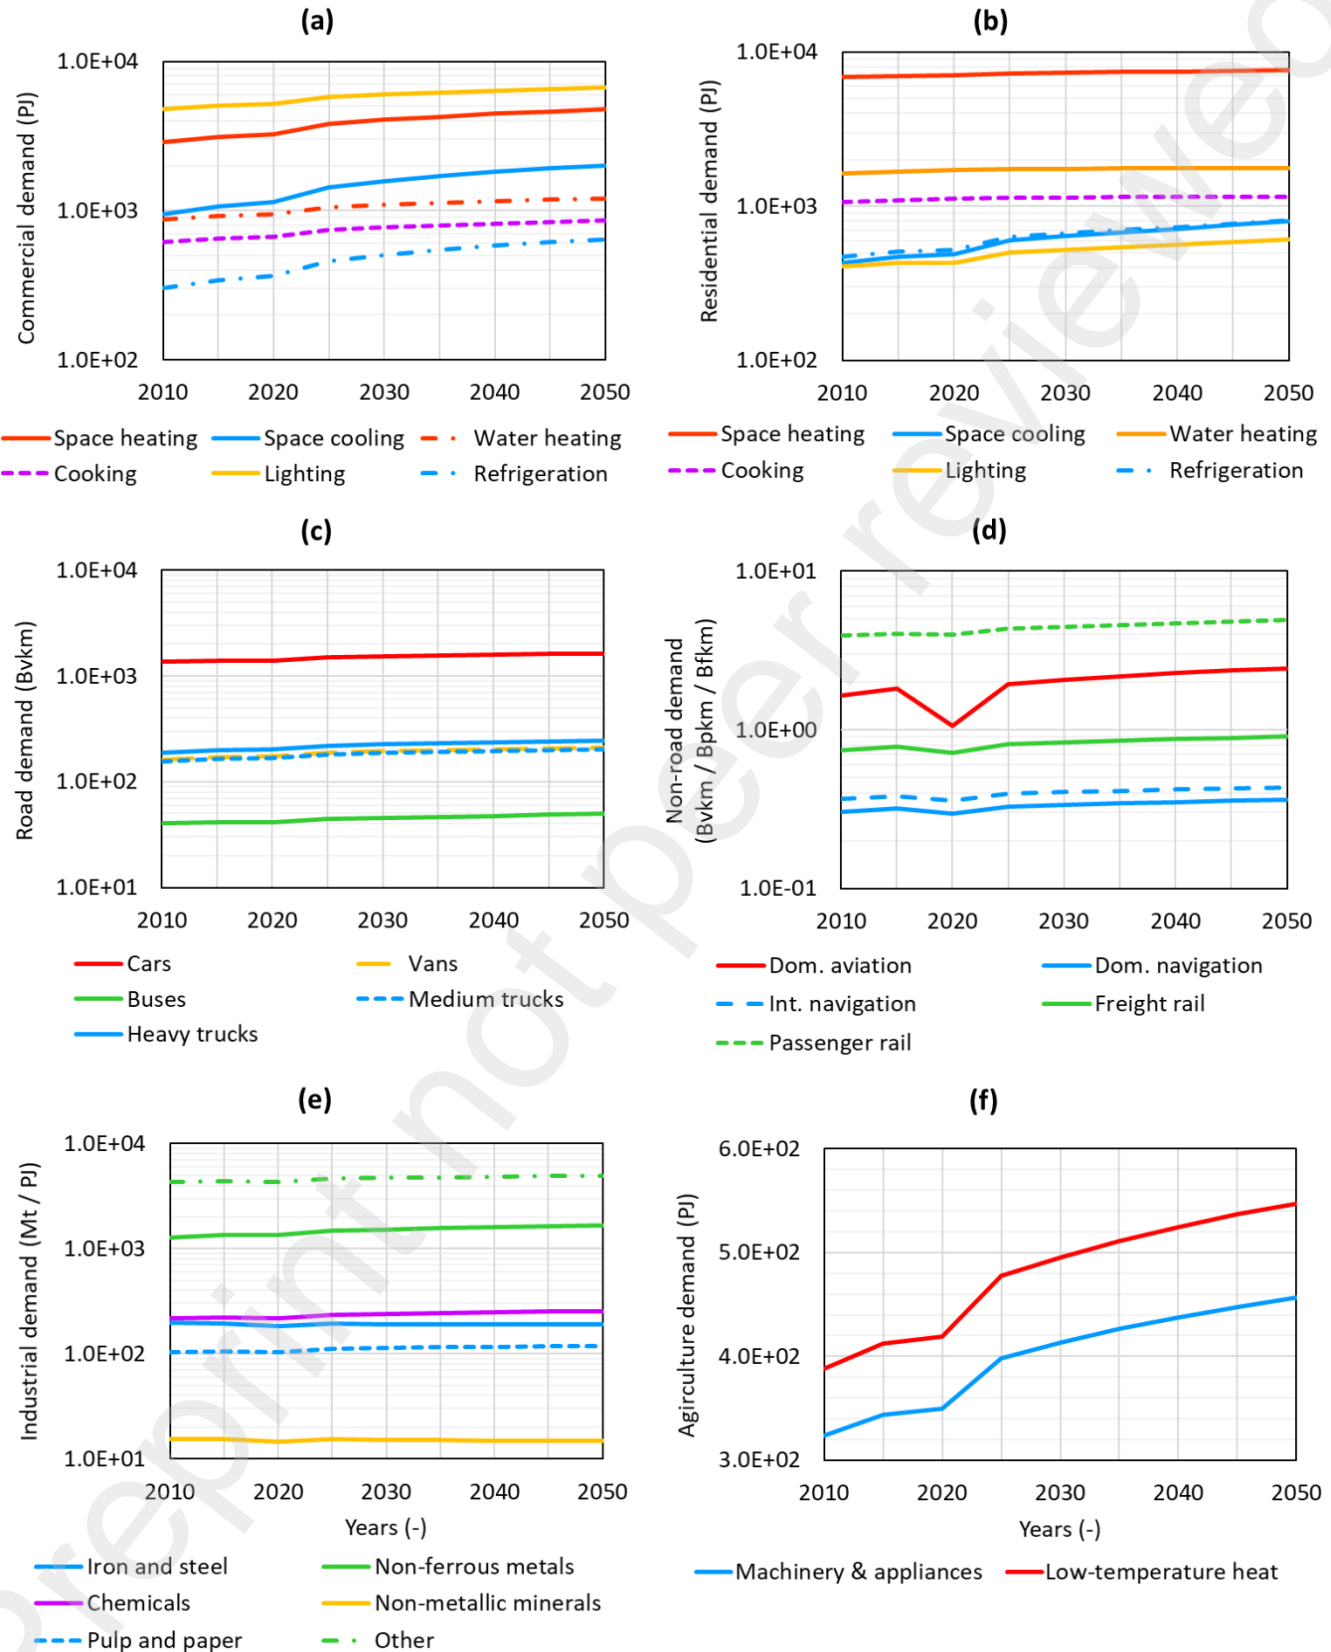 (a)
Commercial demand (PJ)
1.0E+04
1.0E+03
1.0E+02
2010 2020 2030 2040 2050
Space heating Space cooling Water heating
Cooking Lighting Refrigeration
(b)
Residential demand (PJ)
1.0E+04
1.0E+03
1.0E+02
2010 2020 2030 2040 2050
Space heating Space cooling Water heating
Cooking Lighting Refrigeration
(c)
Road demand (Bvkm)
1.0E+04
1.0E+03
1.0E+02
1.0E+01
2010 2020 2030 2040 2050
Cars Vans
Buses Medium trucks
Heavy trucks
(d)
Non-road demand
(Bvkm / Bpkm / Bfkm)
1.0E+01
1.0E+00
1.0E-01
2010 2020 2030 2040 2050
Dom. aviation Dom. navigation
Int. navigation Freight rail
Passenger rail
(e)
Industrial demand (Mt / PJ)
1.0E+04
1.0E+03
1.0E+02
1.0E+01
2010 2020 2030 2040 2050
Years (-)
Iron and steel Non-ferrous metals
Chemicals Non-metallic minerals
Pulp and paper Other
(f)
Agirculture demand (PJ)
6.0E+02
5.0E+02
4.0E+02
3.0E+02
2010 2020 2030 2040 2050
Years (-)
Machinery & appliances Low-temperature heat
Preprint not peer reviewed